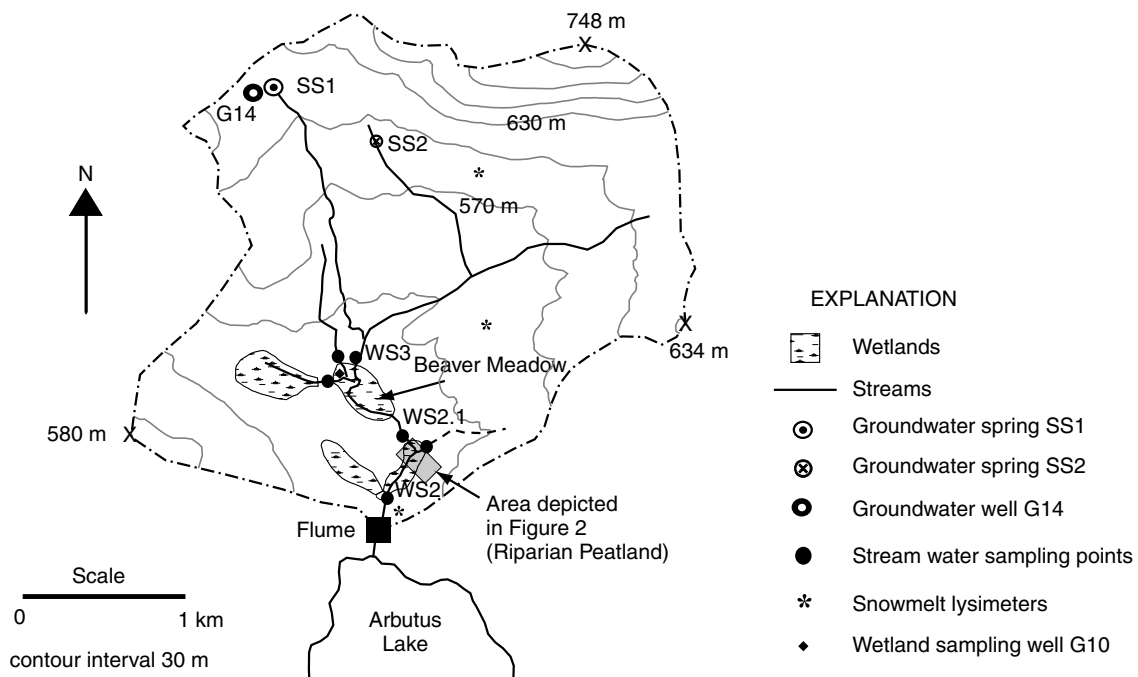 748 m
X
SS1
G14
630 m
SS2
*
N
570 m
EXPLANATION
*
X
634 m
Wetlands
WS3
Beaver Meadow
Streams
WS2.1
Groundwater spring SS1
580 m X
Groundwater spring SS2
WS2
Area depicted
in Figure 2
(Riparian Peatland)
*
Groundwater well G14
Flume
Stream water sampling points
Scale
0 1 km
* Snowmelt lysimeters
Arbutus
Lake
Wetland sampling well G10
contour interval 30 m